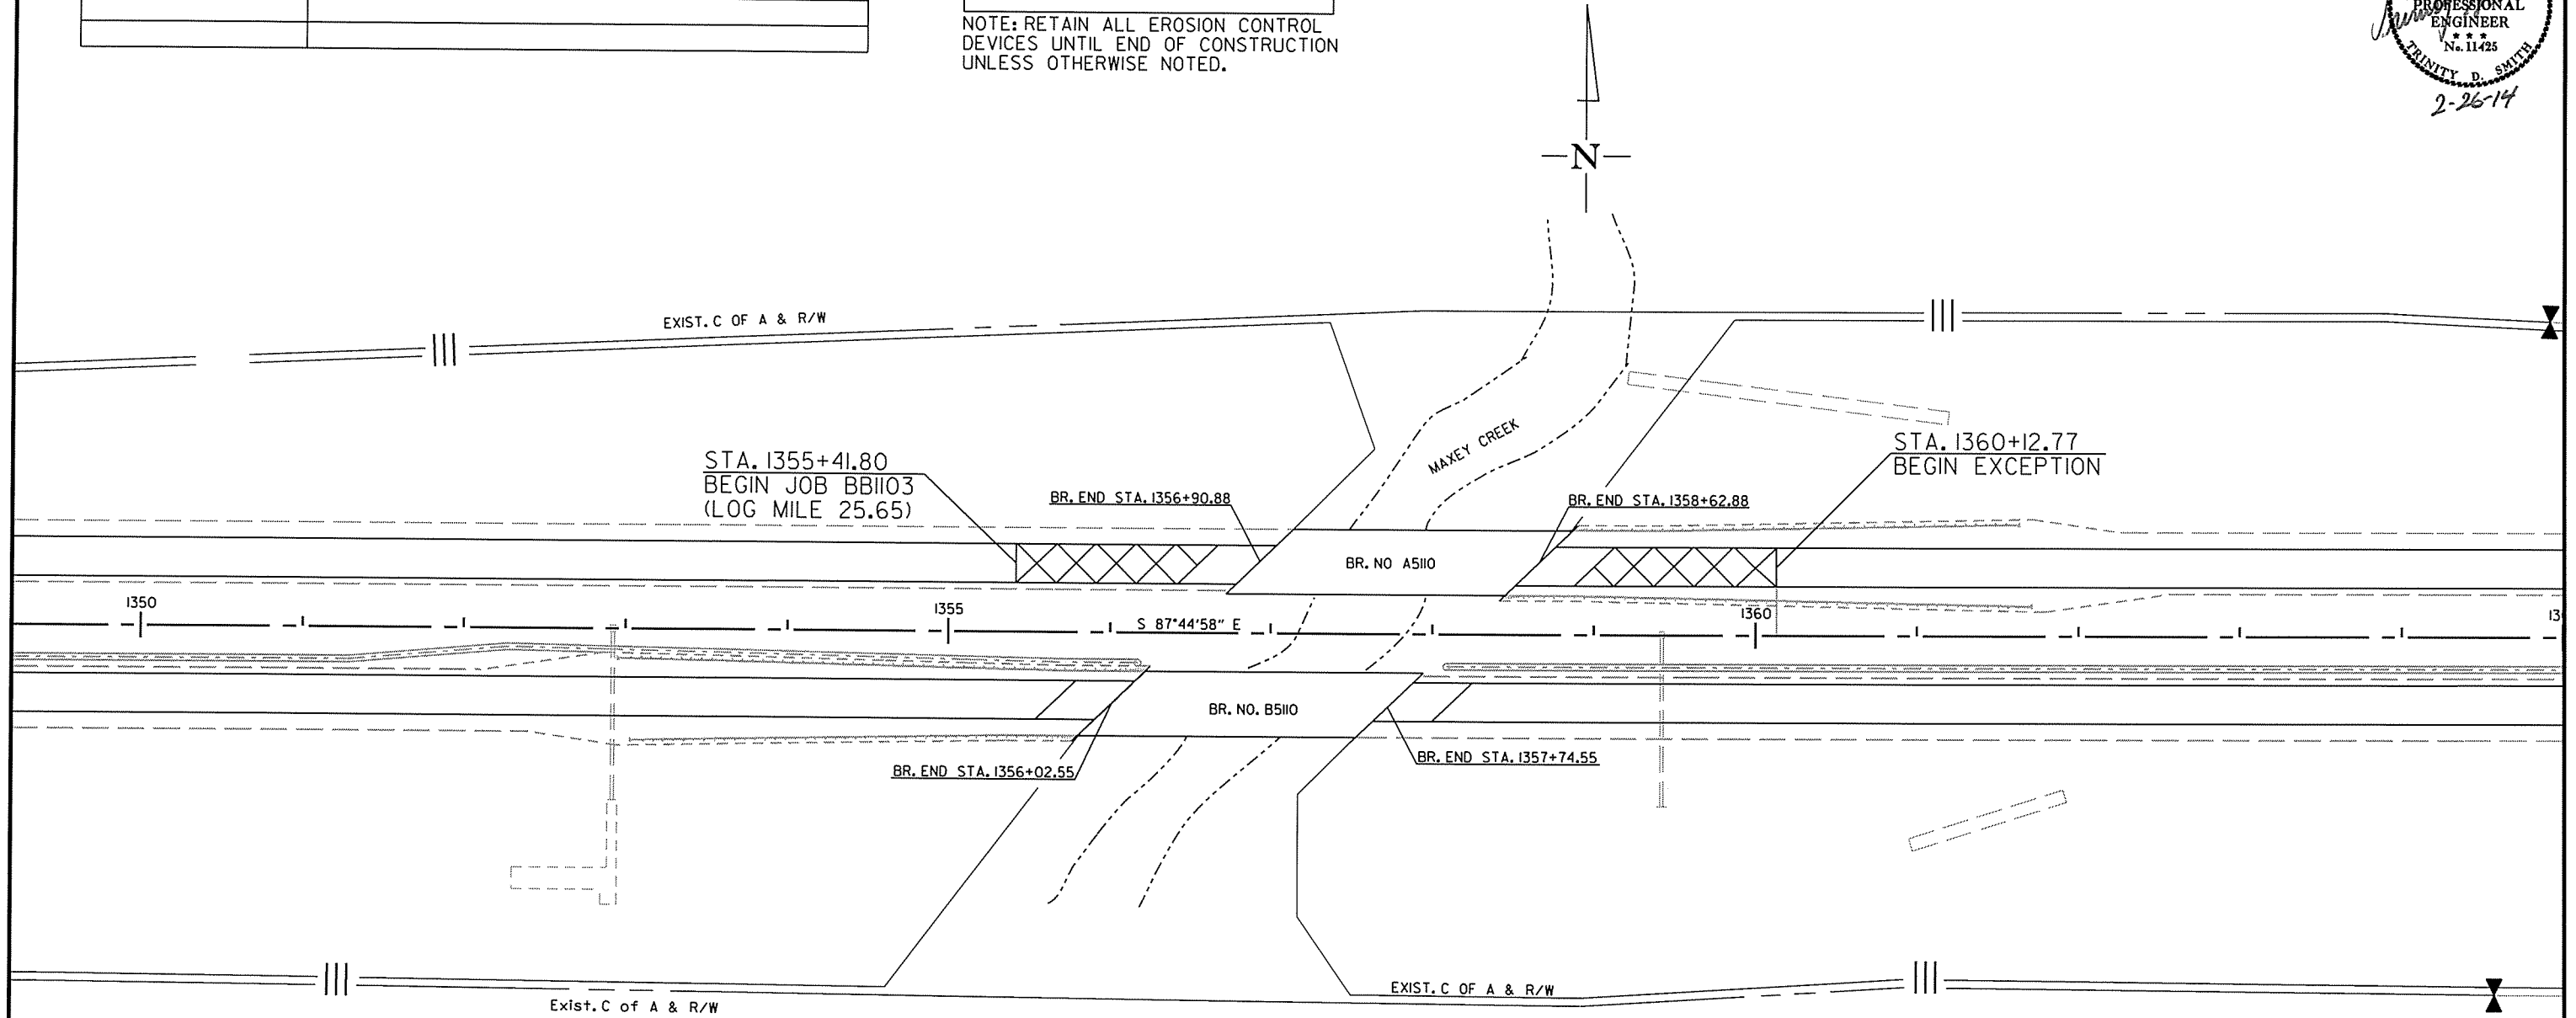 NOTE: RETAIN ALL EROSION CONTROL
DEVICES UNTIL END OF CONSTRUCTION
UNLESS OTHERWISE NOTED.
PROFESSIONAL
ENGINEER
★ ★ ★
No. 11425
TRINITY D. SMITH
2-26-14
N
EXIST. C OF A & R/W
MAXEY CREEK
STA. 1355+41.80
BEGIN JOB BB1103
(LOG MILE 25.65)
STA. 1360+12.77
BEGIN EXCEPTION
BR. END STA. 1356+90.88
BR. END STA. 1358+62.88
BR. NO A5110
1350
1355
S 87°44'58" E
1360
13
BR. NO. B5110
BR. END STA. 1356+02.55
BR. END STA. 1357+74.55
EXIST. C OF A & R/W
Exist. C of A & R/W